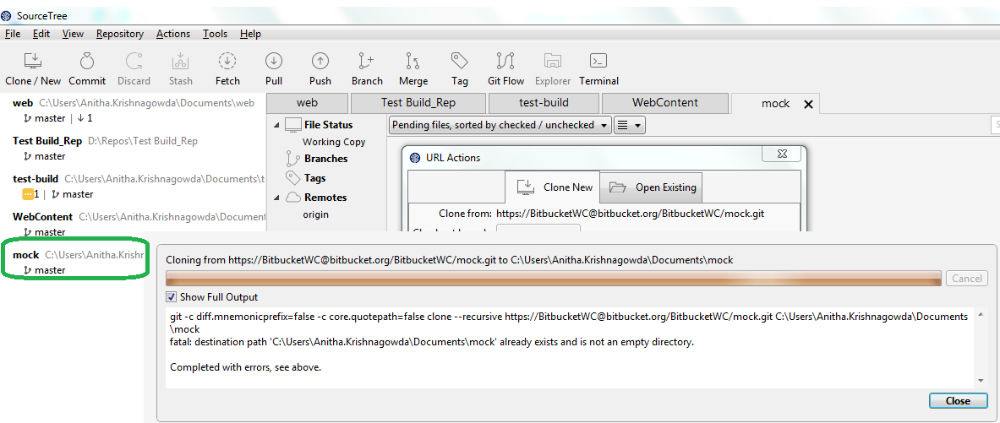 SourceTree
File Edit View Repository Actions Tools Help
Clone / New Commit Discard Stash Fetch Pull Push Branch Merge Tag Git Flow Explorer Terminal
web C:\Users\Anitha.Krishnagowda\Documents\web
master | ↓ 1
Test Build_Rep D:\Repos\Test Build_Rep
master
test-build C:\Users\Anitha.Krishnagowda\Documents\t
1 | master
WebContent C:\Users\Anitha.Krishnagowda\Documents
master
mock C:\Users\Anitha.Krishr
master
web Test Build_Rep test-build WebContent mock
File Status
Working Copy
Branches
Tags
Remotes
origin
Pending files, sorted by checked / unchecked
S
URL Actions
Clone New Open Existing
Clone from: https://BitbucketWC@bitbucket.org/BitbucketWC/mock.git
Cloning from https://BitbucketWC@bitbucket.org/BitbucketWC/mock.git to C:\Users\Anitha.Krishnagowda\Documents\mock
Cancel
Show Full Output
git -c diff.mnemonicprefix=false -c core.quotepath=false clone --recursive https://BitbucketWC@bitbucket.org/BitbucketWC/mock.git C:\Users\Anitha.Krishnagowda\Documents
\mock
fatal: destination path 'C:\Users\Anitha.Krishnagowda\Documents\mock' already exists and is not an empty directory.
Completed with errors, see above.
Close